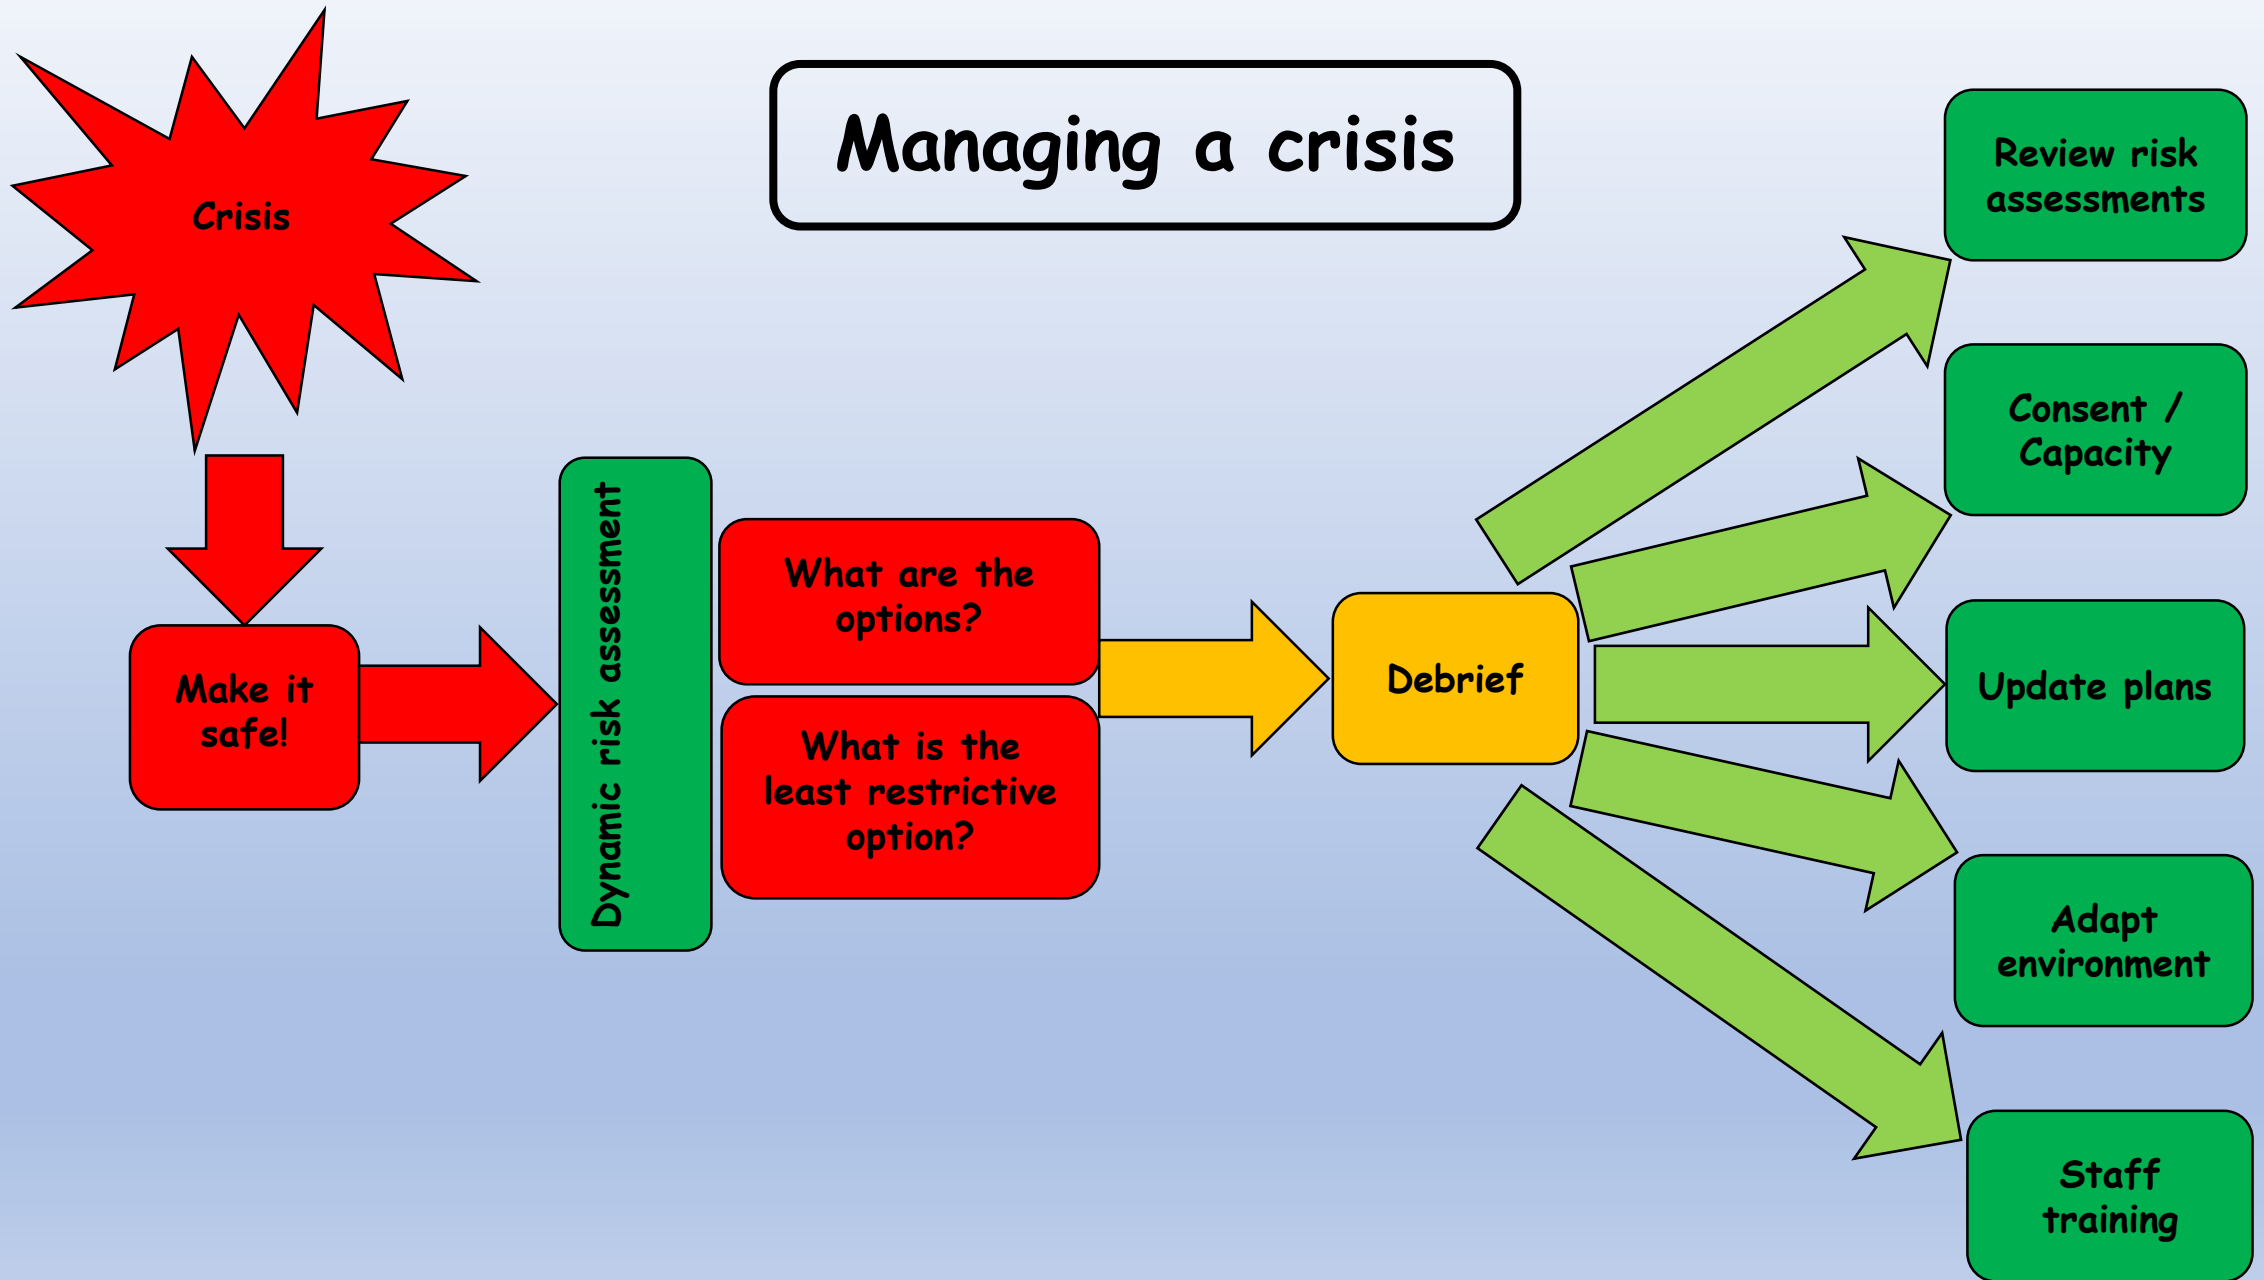 Managing a crisis
Crisis
Make it
safe!
Dynamic risk assessment
What are the
options?
What is the
least restrictive
option?
Debrief
Review risk
assessments
Consent /
Capacity
Update plans
Adapt
environment
Staff
training